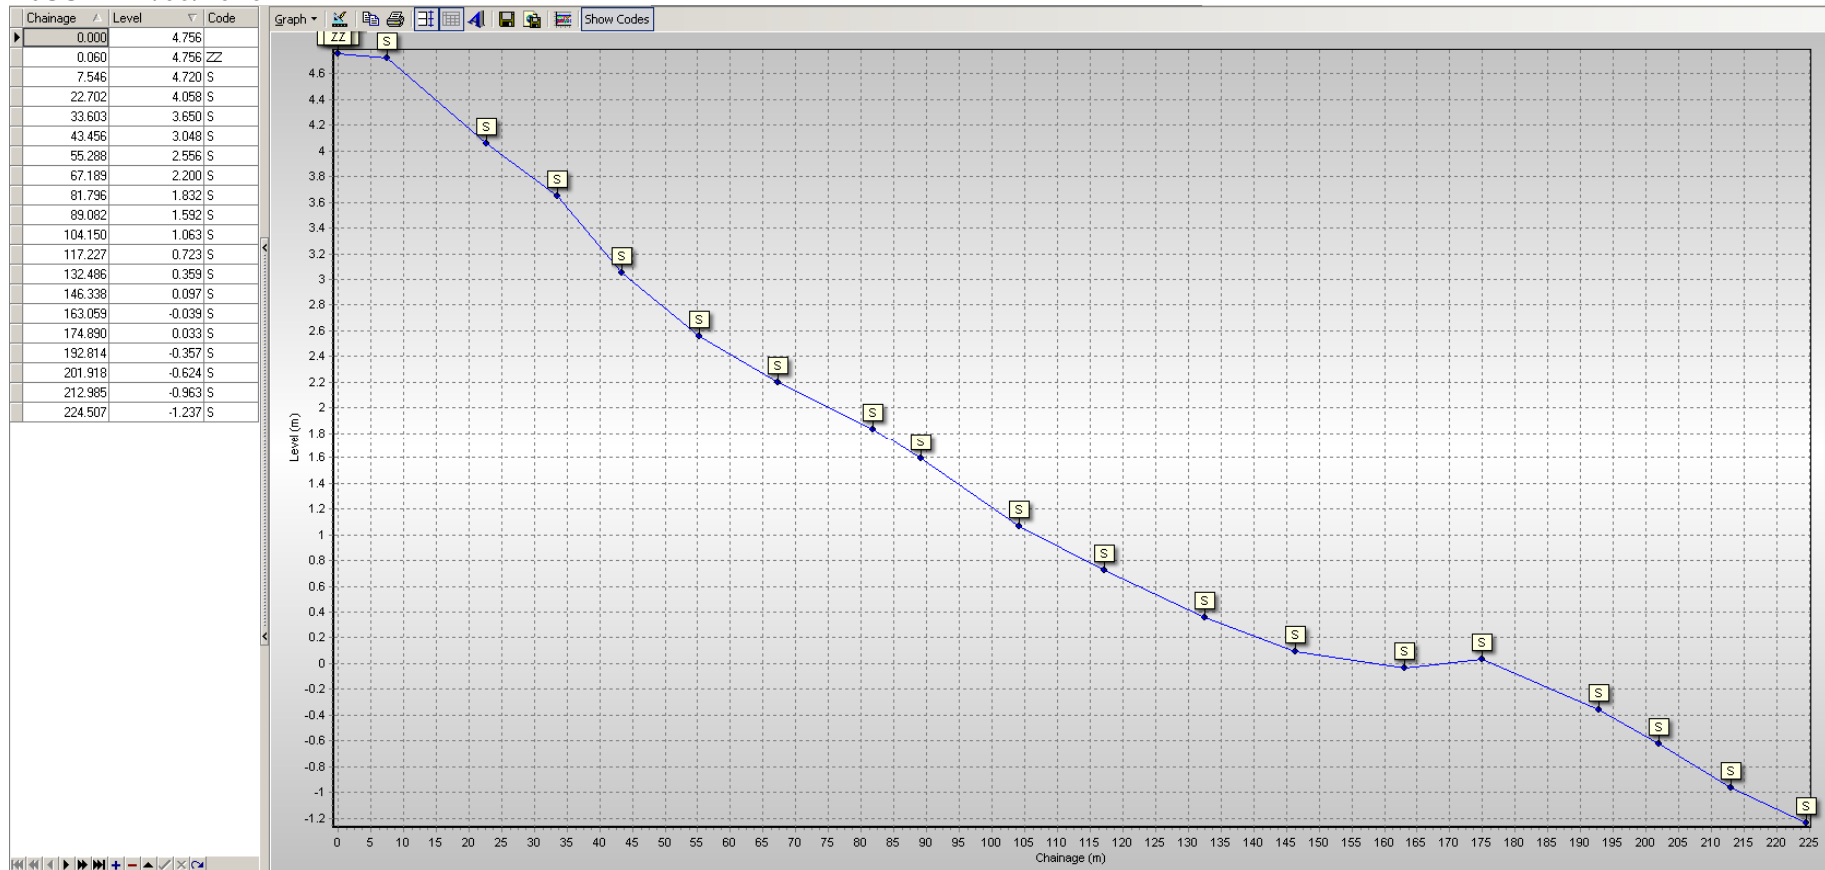 Chainage Level Code
0.000 4.756
0.060 4.756 ZZ
7.546 4.720 S
22.702 4.058 S
33.603 3.650 S
43.456 3.048 S
55.288 2.556 S
67.189 2.200 S
81.796 1.832 S
89.082 1.592 S
104.150 1.063 S
117.227 0.723 S
132.486 0.359 S
146.338 0.097 S
163.059 -0.039 S
174.890 0.033 S
192.814 -0.357 S
201.918 -0.624 S
212.985 -0.963 S
224.507 -1.237 S
Graph Show Codes
ZZ S
4.6
4.4
4.2
S
4
3.8
S
3.6
3.4
3.2
S
3
2.8
2.6
S
2.4
S
2.2
2
S
1.8
S
1.6
1.4
1.2
S
1
0.8
S
0.6
S
0.4
0.2
S
S
S
0
-0.2
S
-0.4
S
-0.6
-0.8
S
-1
S
-1.2
Level (m)
0 5 10 15 20 25 30 35 40 45 50 55 60 65 70 75 80 85 90 95 100 105 110 115 120 125 130 135 140 145 150 155 160 165 170 175 180 185 190 195 200 205 210 215 220 225
Chainage (m)